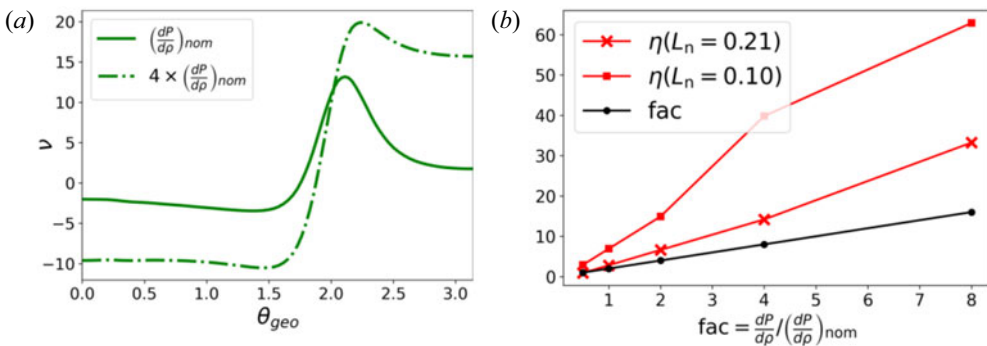 (a)
(dP/dρ)nom
4 × (dP/dρ)nom
20
15
10
5
0
−5
−10
ν
0.0 0.5 1.0 1.5 2.0 2.5 3.0
θgeo
(b)
η(Ln = 0.21)
η(Ln = 0.10)
fac
60
50
40
30
20
10
0
1 2 3 4 5 6 7 8
fac = dP/dρ/(dP/dρ)nom